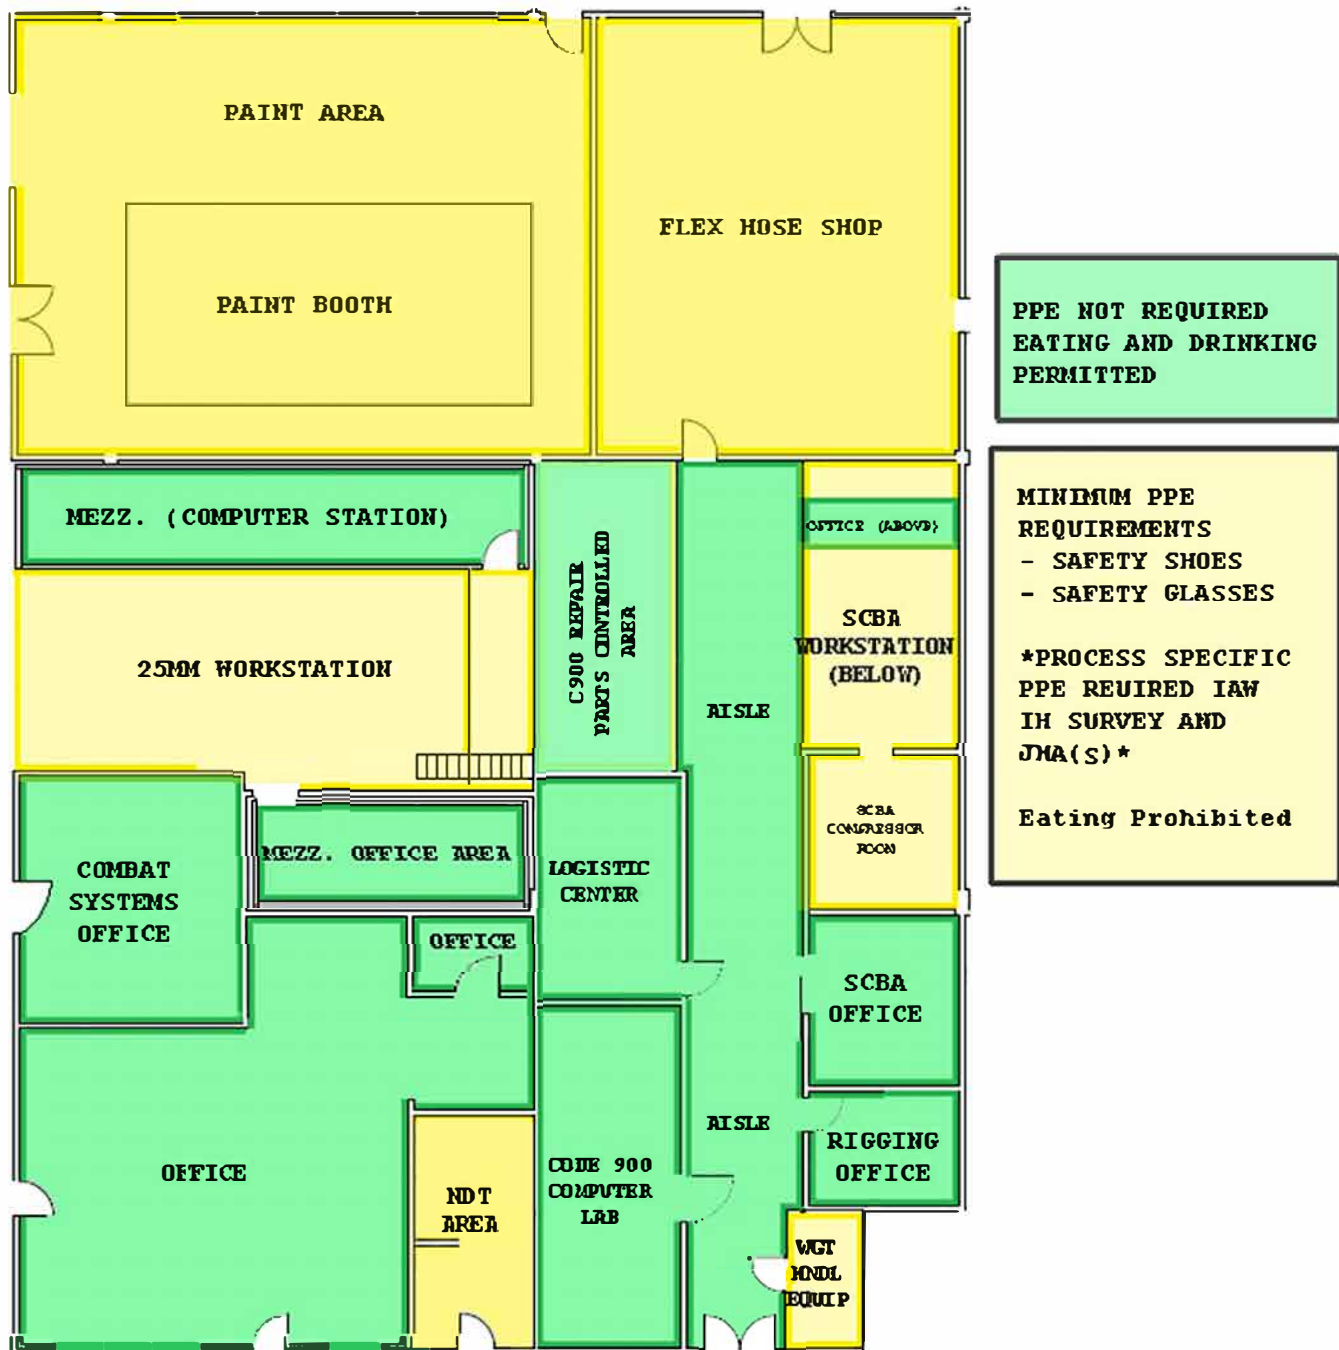 PAINT AREA
FLEX HOSE SHOP
PAINT BOOTH
PPE NOT REQUIRED
EATING AND DRINKING
PERMITTED
MINIMUM PPE
REQUIREMENTS
- SAFETY SHOES
- SAFETY GLASSES
*PROCESS SPECIFIC
PPE REUIRED IAW
IH SURVEY AND
JHA(S)*
Eating Prohibited
MEZZ. (COMPUTER STATION)
OFFICE (ABOVE)
C900 REPAIR
PARTS CONTROLLED
AREA
SCBA
WORKSTATION
(BELOW)
25MM WORKSTATION
AISLE
SCBA
COMPRESSOR
ROOM
COMBAT
SYSTEMS
OFFICE
MEZZ. OFFICE AREA
LOGISTIC
CENTER
OFFICE
SCBA
OFFICE
AISLE
RIGGING
OFFICE
OFFICE
NDT
AREA
CODE 900
COMPUTER
LAB
WGT
HNDL
EQUIP